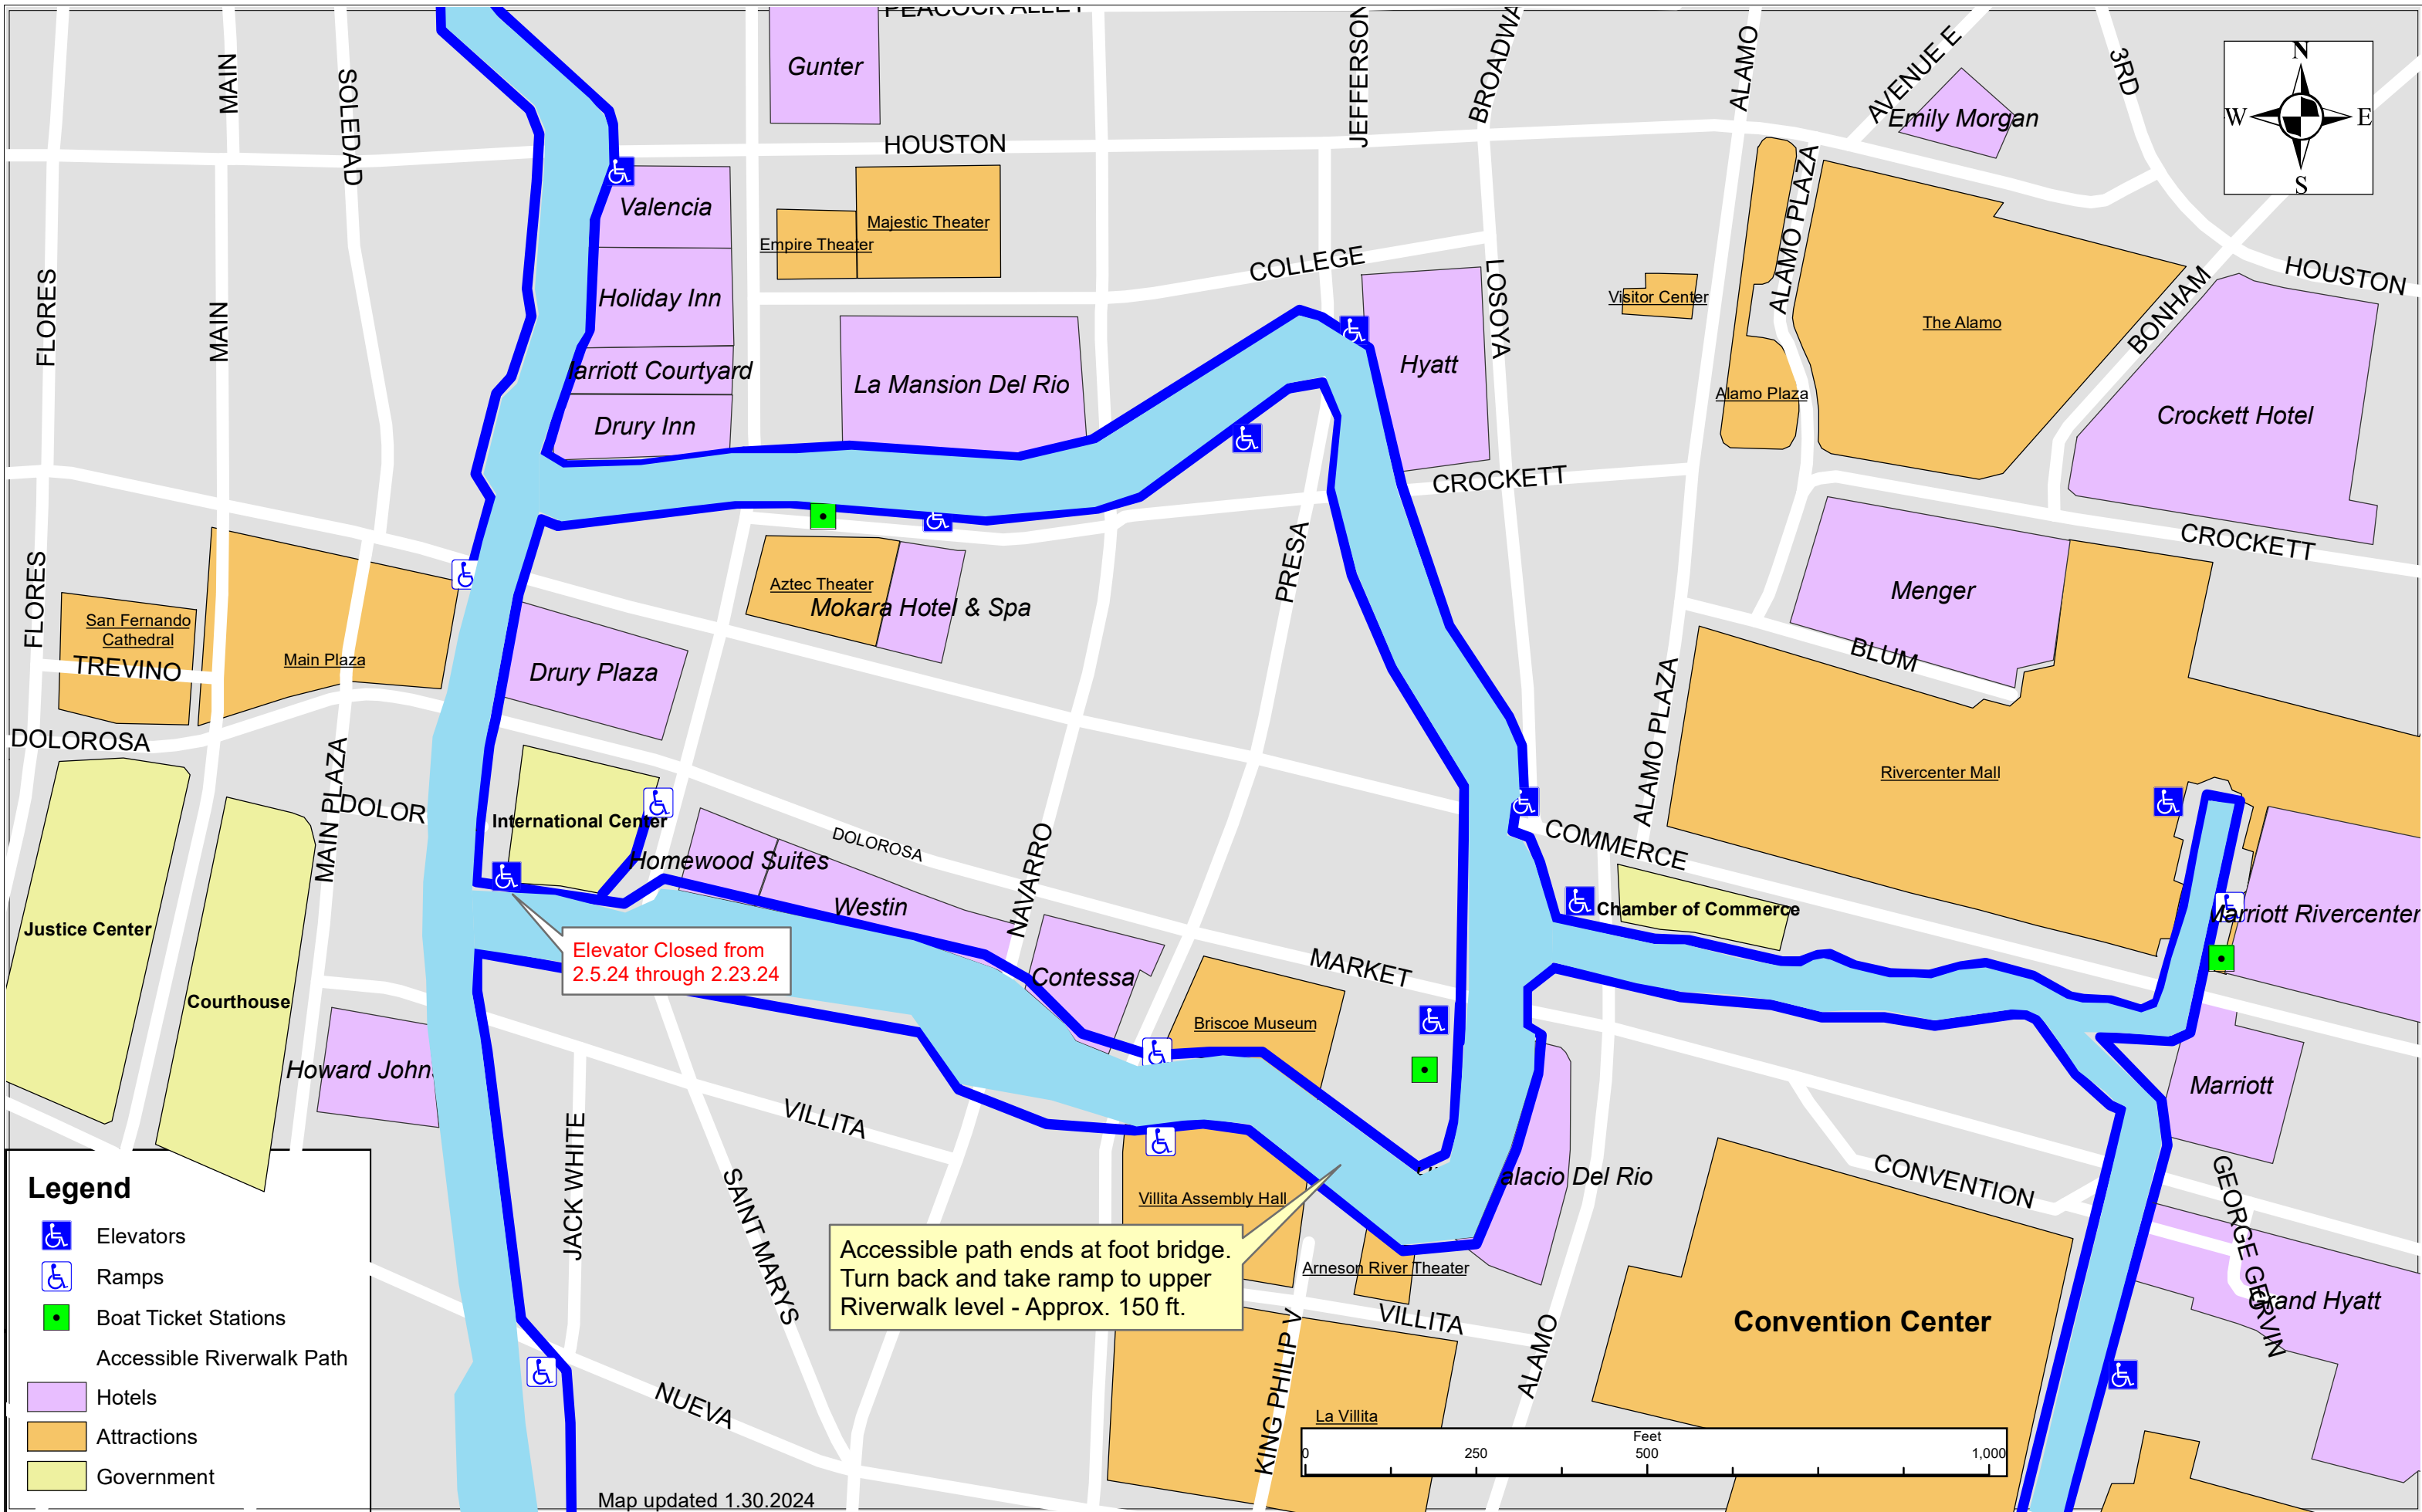 PEACOCK ALLEY
Gunter
JEFFERSON
BROADWA
ALAMO
AVENUE E
3RD
N
W
E
S
Emily Morgan
MAIN
SOLEDAD
HOUSTON
Valencia
Majestic Theater
Empire Theater
ALAMO PLAZA
COLLEGE
LOSOYA
HOUSTON
FLORES
MAIN
Holiday Inn
Visitor Center
The Alamo
BONHAM
arriott Courtyard
La Mansion Del Rio
Hyatt
Alamo Plaza
Crockett Hotel
Drury Inn
CROCKETT
CROCKETT
FLORES
PRESA
Aztec Theater
Mokara Hotel & Spa
Menger
San Fernando
Cathedral
TREVINO
Main Plaza
Drury Plaza
BLUM
DOLOROSA
ALAMO PLAZA
Rivercenter Mall
MAIN PLAZA
DOLOR
International Center
DOLOROSA
COMMERCE
Homewood Suites
NAVARRO
Westin
Chamber of Commerce
Marriott Rivercenter
Justice Center
Elevator Closed from
2.5.24 through 2.23.24
Contessa
MARKET
Courthouse
Briscoe Museum
Howard Johns
Marriott
VILLITA
JACK WHITE
SAINT MARYS
Villita Assembly Hall
alacio Del Rio
CONVENTION
GEORGE GERVIN
Accessible path ends at foot bridge.
Turn back and take ramp to upper
Riverwalk level - Approx. 150 ft.
Arneson River Theater
Grand Hyatt
VILLITA
Convention Center
KING PHILIP V
ALAMO
NUEVA
La Villita
Legend
Elevators
Ramps
Boat Ticket Stations
Accessible Riverwalk Path
Hotels
Attractions
Government
Feet
0 250 500 1,000
Map updated 1.30.2024